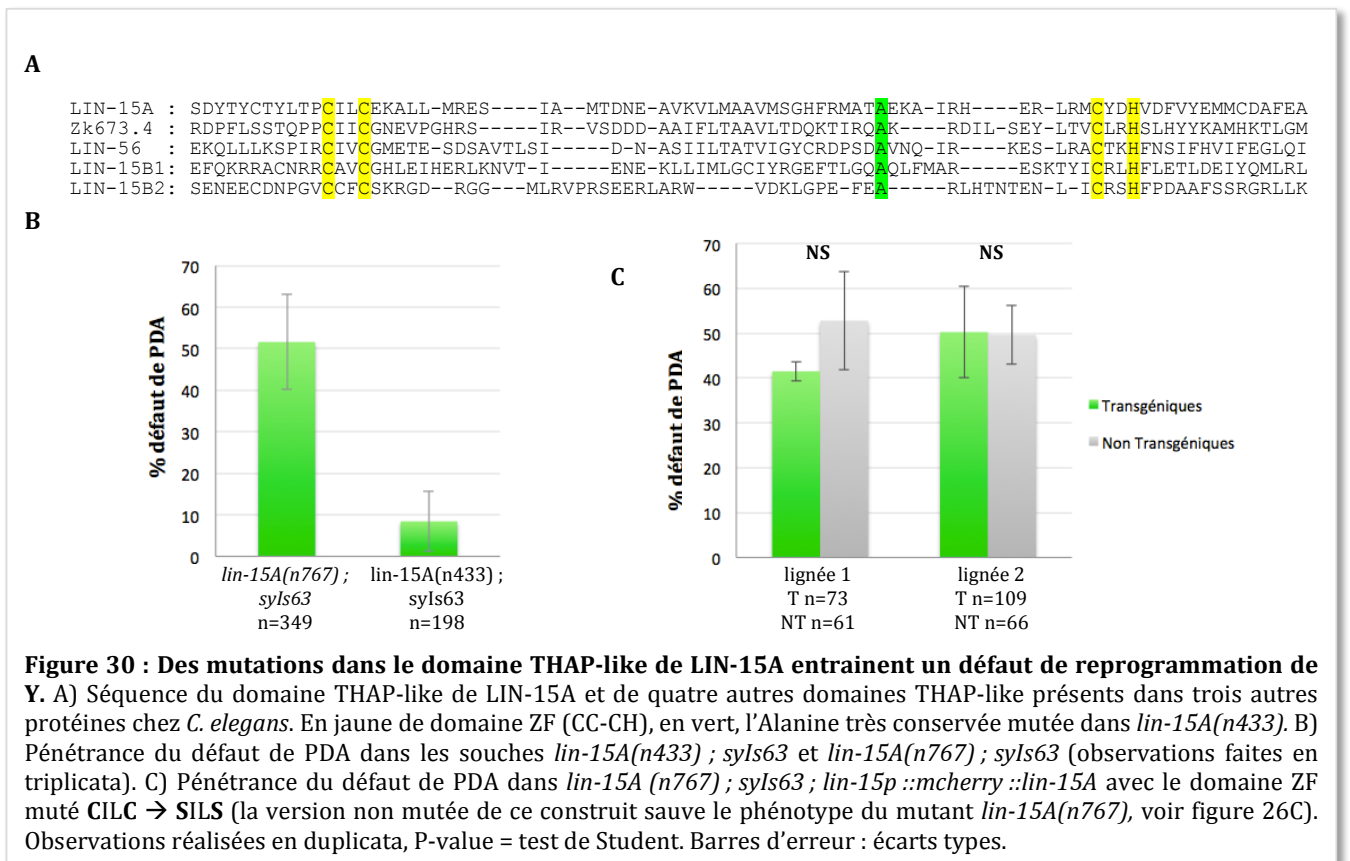 A
LIN-15A : SDYTYCTYLTPCILCEKALL-MRES----IA--MTDNE-AVKVLMAAVMSGHFRMATAEKA-IRH----ER-LRMCYDHVDFVYEMMCDAFEA
Zk673.4 : RDPFLSSTQPPCIICGNEVPGHRS-----IR--VSDDD-AAIFLTAAVLTDQKTIRQAK----RDIL-SEY-LTVCLRHSLHYYKAMHKTLGM
LIN-56 : EKQLLLKSPIRCIVCGMETE-SDSAVTLSI-----D-N-ASIILTATVIGYCRDPSDAVNQ-IR-----KES-LRACTKHFNSIFHVIFEGLQI
LIN-15B1 : EFQKRRACNRRCAVCGHLEIHERLKNVT-I-----ENE-KLLIMLGCIYRGEFTLGQAQLFMAR-----ESKTYICRLHFLETLDEIYQMLRL
LIN-15B2 : SENEECDNPGVCCFCSKRGD--RGG---MLRVPRSEERLARW-----VDKLGPE-FEA-----RLHTNTEN-L-ICRSHFPDAAFSSRGRLLK
B
70
60
50
40
30
20
10
0
% défaut de PDA
lin-15A(n767) ; syIs63 n=349
lin-15A(n433) ; syIs63 n=198
C
70
60
50
40
30
20
10
0
% défaut de PDA
NS NS
lignée 1 T n=73 NT n=61
lignée 2 T n=109 NT n=66
Transgéniques
Non Transgéniques
Figure 30 : Des mutations dans le domaine THAP-like de LIN-15A entrainent un défaut de reprogrammation de
Y. A) Séquence du domaine THAP-like de LIN-15A et de quatre autres domaines THAP-like présents dans trois autres
protéines chez C. elegans. En jaune de domaine ZF (CC-CH), en vert, l’Alanine très conservée mutée dans lin-15A(n433). B)
Pénétrance du défaut de PDA dans les souches lin-15A(n433) ; syIs63 et lin-15A(n767) ; syIs63 (observations faites en
triplicata). C) Pénétrance du défaut de PDA dans lin-15A (n767) ; syIs63 ; lin-15p ::mcherry ::lin-15A avec le domaine ZF
muté CILC → SILS (la version non mutée de ce construit sauve le phénotype du mutant lin-15A(n767), voir figure 26C).
Observations réalisées en duplicata, P-value = test de Student. Barres d’erreur : écarts types.